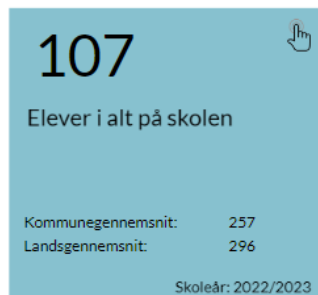 107
Elever i alt på skolen
Kommunegennemsnit: 257
Landsgennemsnit: 296
Skoleår: 2022/2023